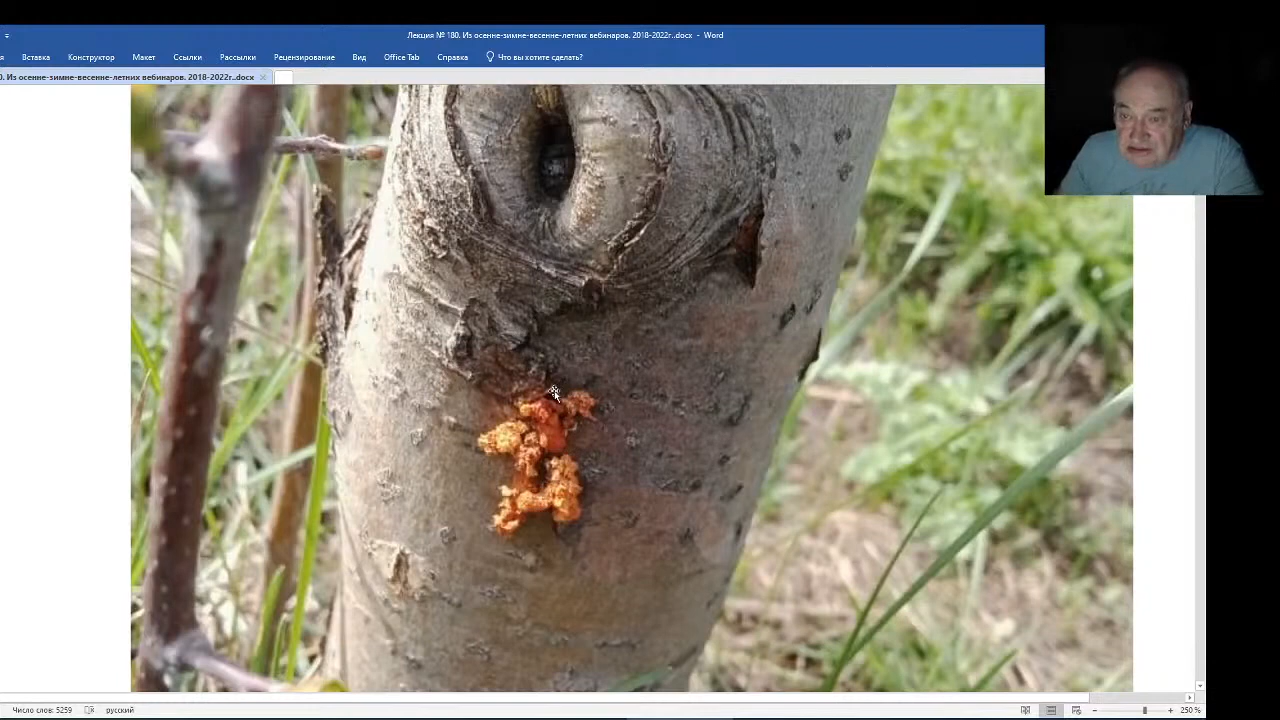 Лекция № 180. Из осенне-зимне-весенне-летних вебинаров. 2018-2022г..docx - Word
Вставка Конструктор Макет Ссылки Рассылки Рецензирование Вид Office Tab Справка Что вы хотите сделать?
0. Из осенне-зимне-весенне-летних вебинаров. 2018-2022г..docx
Число слов: 5259 русский 250 %